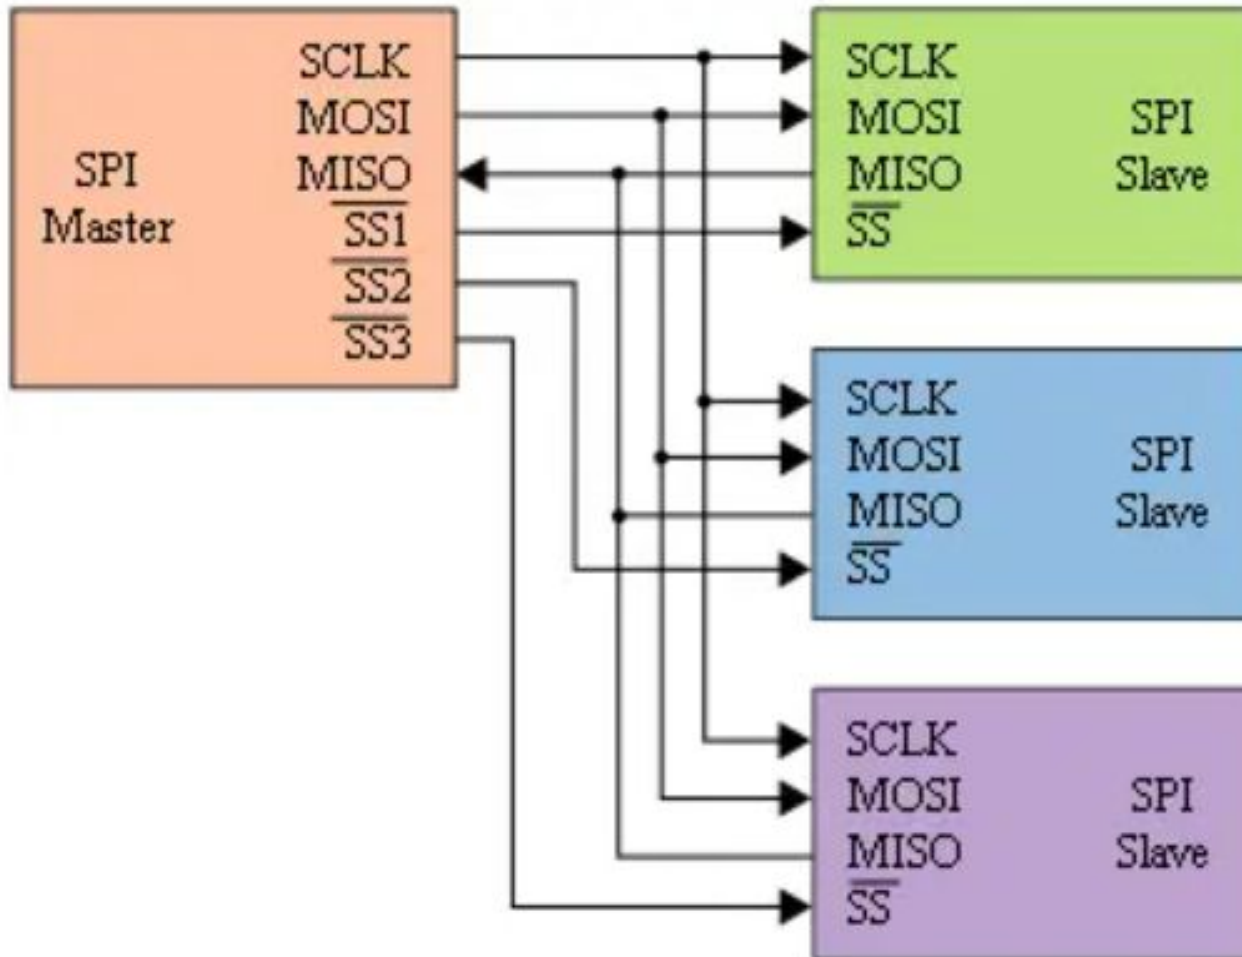 SCLK
MOSI
SPI MISO
Master SS1
SS2
SS3
SCLK
MOSI SPI
MISO Slave
SS
SCLK
MOSI SPI
MISO Slave
SS
SCLK
MOSI SPI
MISO Slave
SS